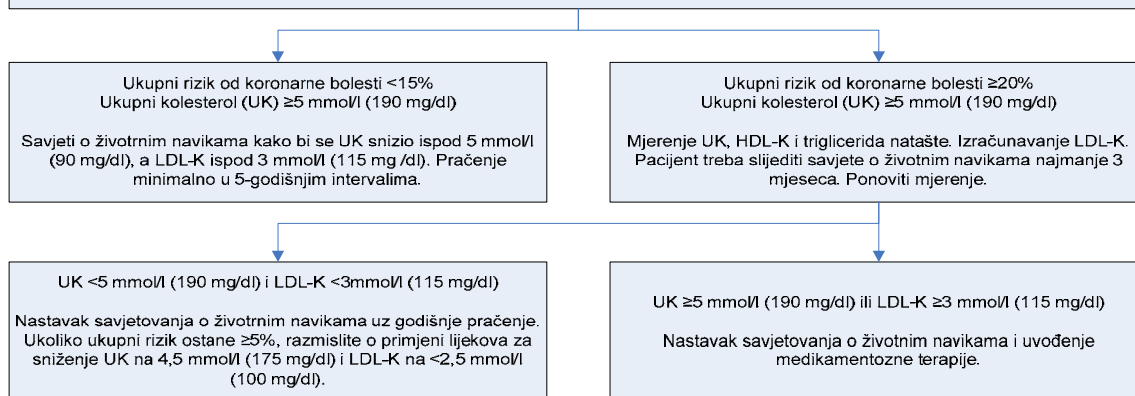 Ukupni rizik od koronarne bolesti <15%
Ukupni kolesterol (UK) ≥5 mmol/l (190 mg/dl)
Savjeti o životnim navikama kako bi se UK snizio ispod 5 mmol/l
(90 mg/dl), a LDL-K ispod 3 mmol/l (115 mg /dl). Pračenje
minimalno u 5-godišnjim intervalima.
Ukupni rizik od koronarne bolesti ≥20%
Ukupni kolesterol (UK) ≥5 mmol/l (190 mg/dl)
Mjerenje UK, HDL-K i triglicerida natašte. Izračunavanje LDL-K.
Pacijent treba slijediti savjete o životnim navikama najmanje 3
mjeseca. Ponoviti mjerenje.
UK <5 mmol/l (190 mg/dl) i LDL-K <3mmol/l (115 mg/dl)
Nastavak savjetovanja o životnim navikama uz godišnje pračenje.
Ukoliko ukupni rizik ostane ≥5%, razmislite o primjeni lijekova za
sniženje UK na 4,5 mmol/l (175 mg/dl) i LDL-K na <2,5 mmol/l
(100 mg/dl).
UK ≥5 mmol/l (190 mg/dl) ili LDL-K ≥3 mmol/l (115 mg/dl)
Nastavak savjetovanja o životnim navikama i uvođenje
medikamentozne terapije.